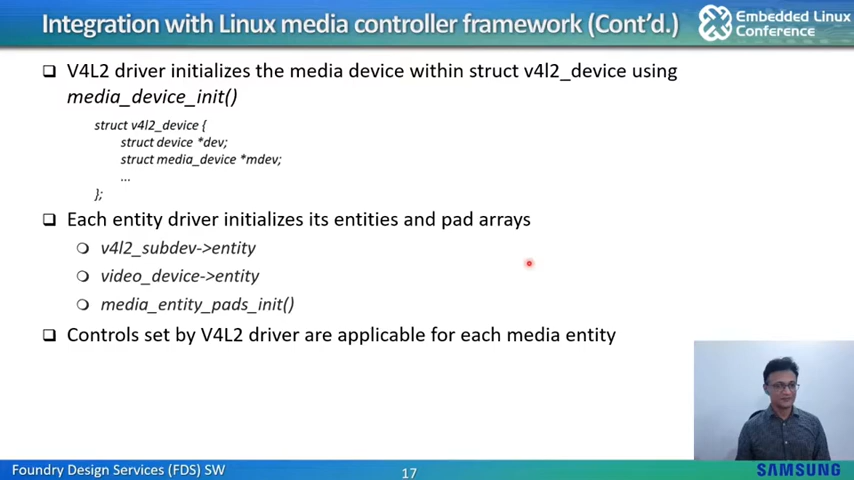 Integration with Linux media controller framework (Cont'd.)
Embedded Linux
Conference
❑ V4L2 driver initializes the media device within struct v4l2_device using
media_device_init()
struct v4l2_device {
struct device *dev;
struct media_device *mdev;
...
};
❑ Each entity driver initializes its entities and pad arrays
○ v4l2_subdev->entity
○ video_device->entity
○ media_entity_pads_init()
❑ Controls set by V4L2 driver are applicable for each media entity
Foundry Design Services (FDS) SW
17
SAMSUNG